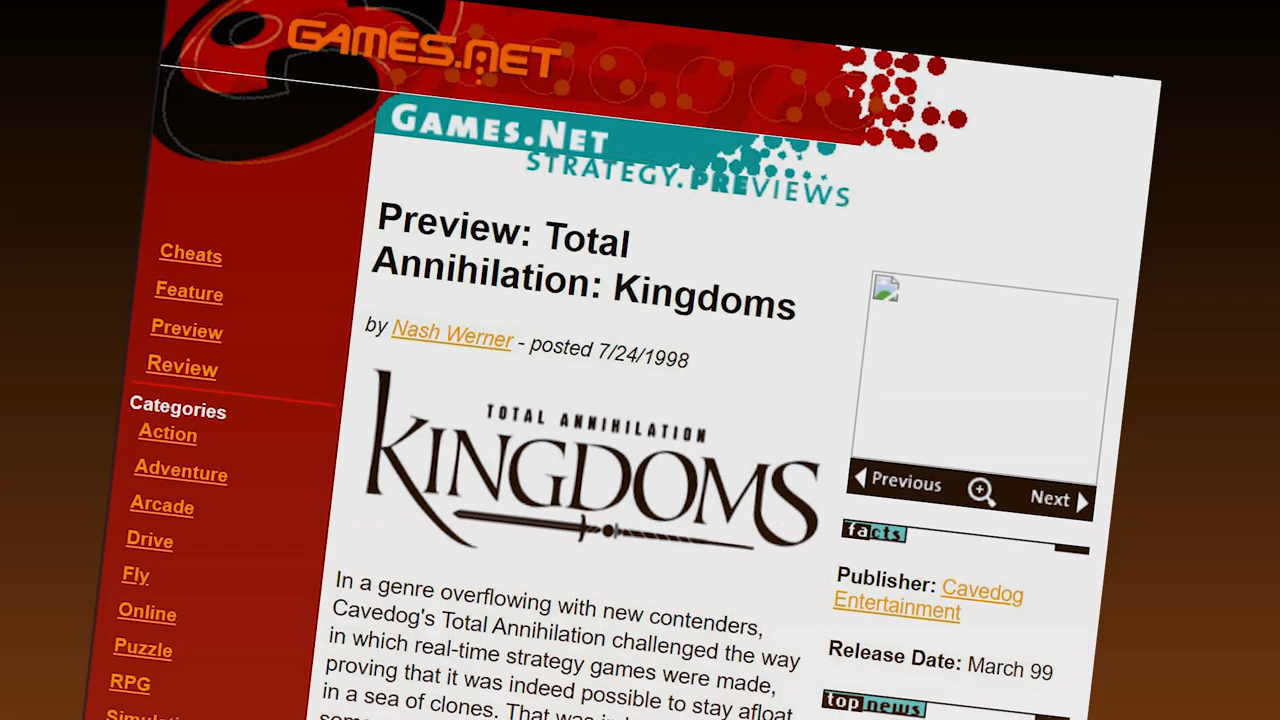 GAMES.NET
GAMES.NET
STRATEGY.PREVIEWS
Cheats
Feature
Preview
Review
Categories
Action
Adventure
Arcade
Drive
Fly
Online
Puzzle
RPG
Preview: Total
Annihilation: Kingdoms
by Nash Werner - posted 7/24/1998
TOTAL ANNIHILATION
KINGDOMS
In a genre overflowing with new contenders,
Cavedog's Total Annihilation challenged the way
in which real-time strategy games were made,
proving that it was indeed possible to stay afloat
in a sea of clones. That was
Previous
Next
facts
Publisher: Cavedog
Entertainment
Release Date: March 99
top news